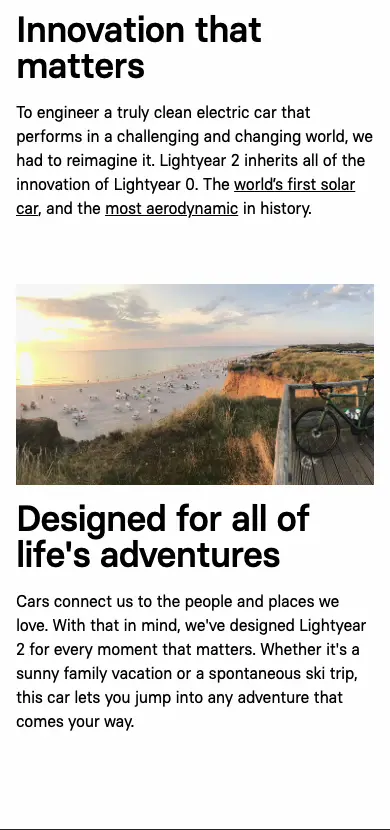 Innovation that
matters
To engineer a truly clean electric car that
performs in a challenging and changing world, we
had to reimagine it. Lightyear 2 inherits all of the
innovation of Lightyear 0. The world’s first solar
car, and the most aerodynamic in history.
Designed for all of
life's adventures
Cars connect us to the people and places we
love. With that in mind, we've designed Lightyear
2 for every moment that matters. Whether it's a
sunny family vacation or a spontaneous ski trip,
this car lets you jump into any adventure that
comes your way.